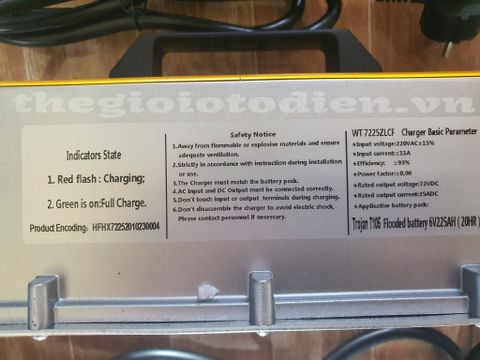 thegioiotodien.vn
Indicators State
1. Red flash : Charging;
2. Green is on:Full Charge.
Product Encoding: HFHX72252010230004
Safety Notice
1.Away from flammable or explosive materials and ensure
adequate ventilation.
2.Strictly in accordance with instruction during installation
or use.
3.The Charger must match the battery pack.
4.AC Input and DC Output must be connected correctly.
5.Don't touch input or output terminals during charging.
6.Don't disassemble the charger to avoid electric shock,
Please contact personnel if necessary.
WT 7225ZLCF Charger Basic Parameter
*Input voltage:220VAC±15%
*Input current:≤11A
*Efficiency: ≥93%
*Power factor:≥0.98
*Rated output voltage:72VDC
*Rated output current:25ADC
*Applicative battery pack:
Trojan T105 Flooded battery 6V225AH ( 20HR )